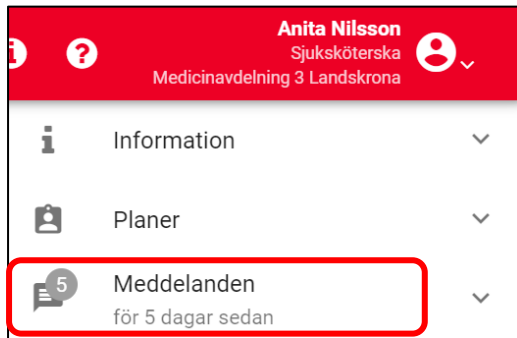 Anita Nilsson
Sjuksköterska
Medicinavdelning 3 Landskrona
?
Information
Planer
5
Meddelanden
för 5 dagar sedan